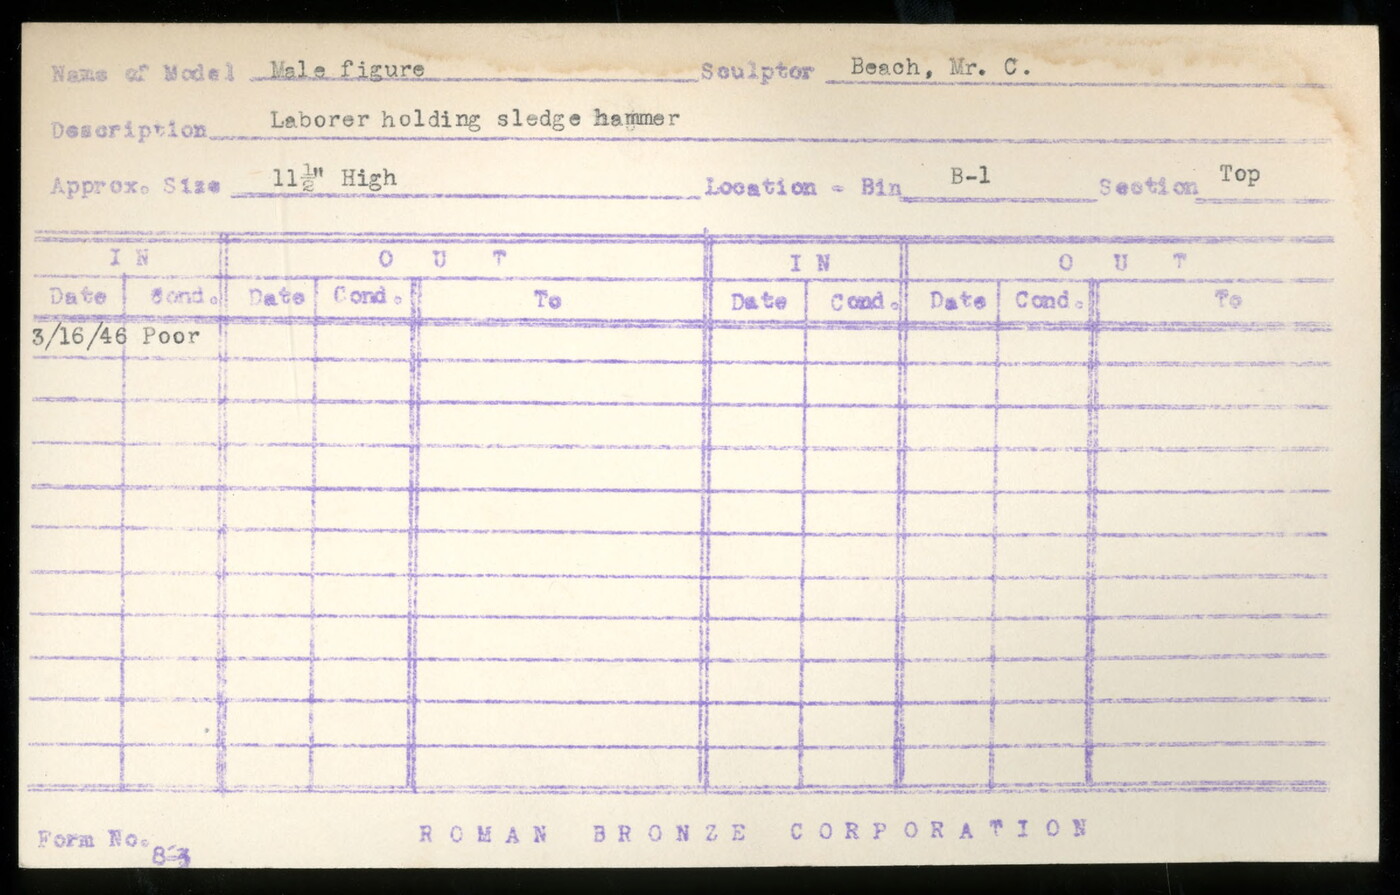 Name of Model Male figure Sculptor Beach, Mr. C.
Description Laborer holding sledge hammer
Approx. Size 11½" High Location - Bin B-1 Section Top
IN OUT IN OUT
Date Cond. Date Cond. To Date Cond. Date Cond. To
3/16/46 Poor
Form No. ROMAN BRONZE CORPORATION